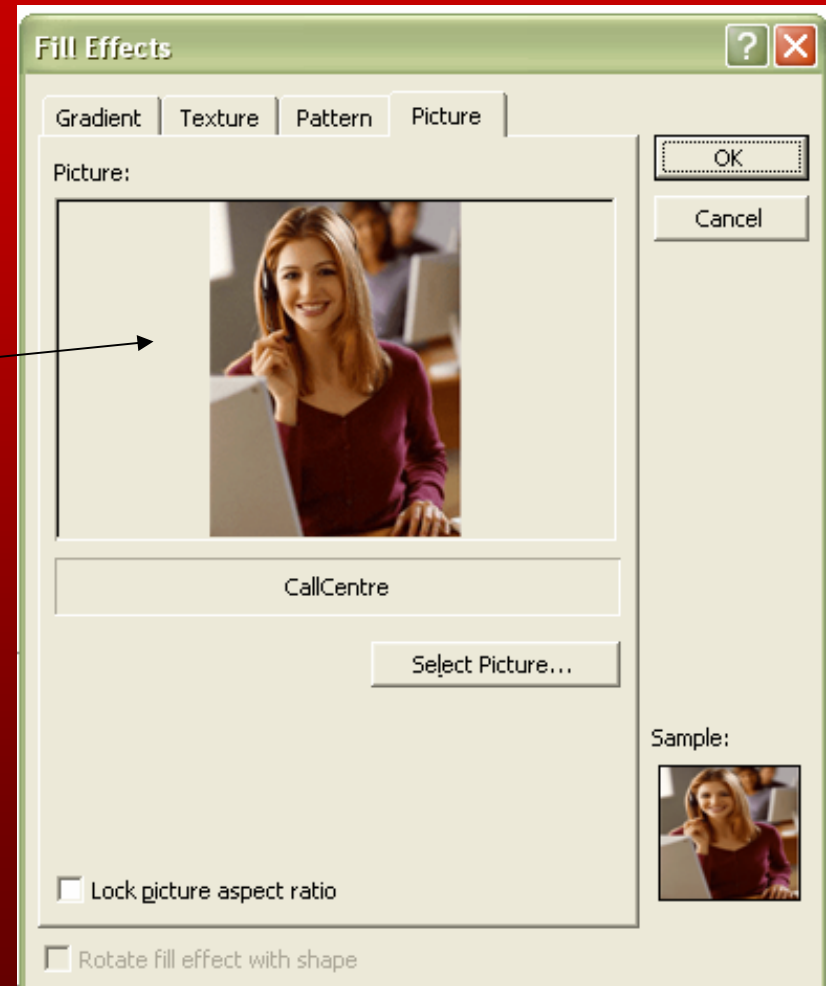 Fill Effects
Gradient Texture Pattern Picture
Picture:
OK
Cancel
CallCentre
Select Picture...
Sample:
Lock picture aspect ratio
Rotate fill effect with shape